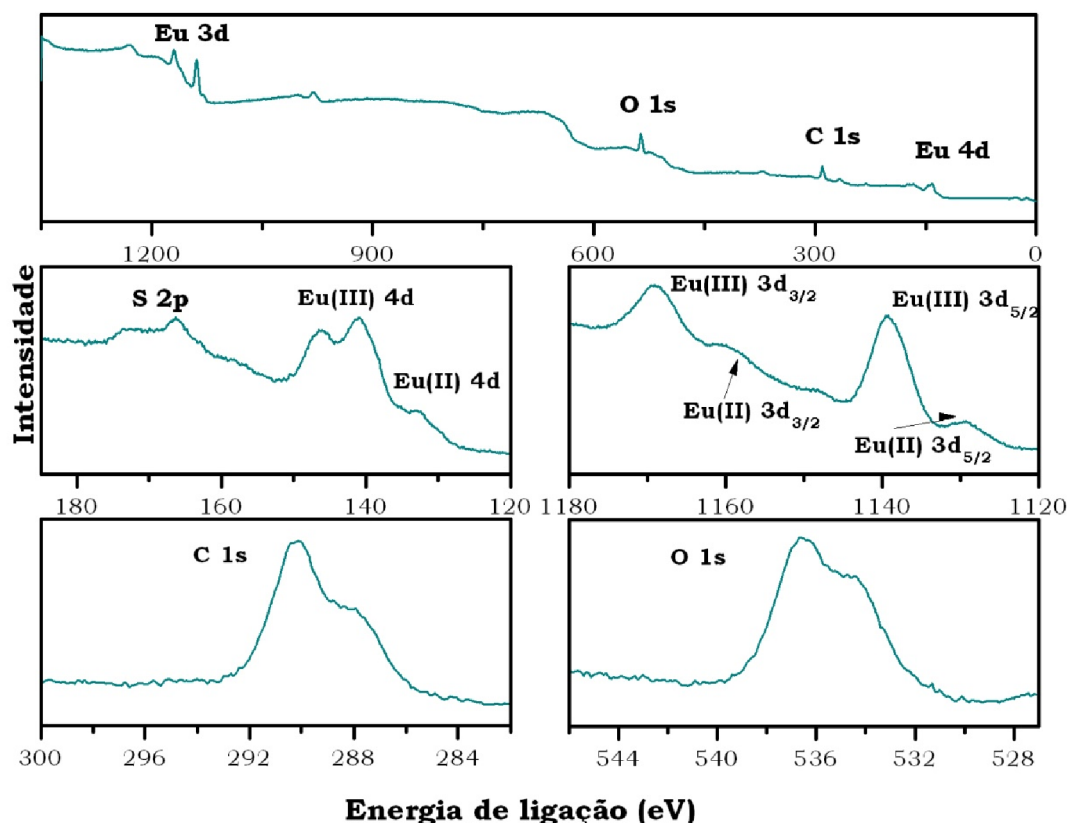 Eu 3d
O 1s
C 1s
Eu 4d
1200 900 600 300 0
Intensidade
S 2p
Eu(III) 4d
Eu(II) 4d
180 160 140 120
Eu(III) 3d3/2
Eu(III) 3d5/2
Eu(II) 3d3/2
Eu(II) 3d5/2
1180 1160 1140 1120
C 1s
300 296 292 288 284
O 1s
544 540 536 532 528
Energia de ligação (eV)